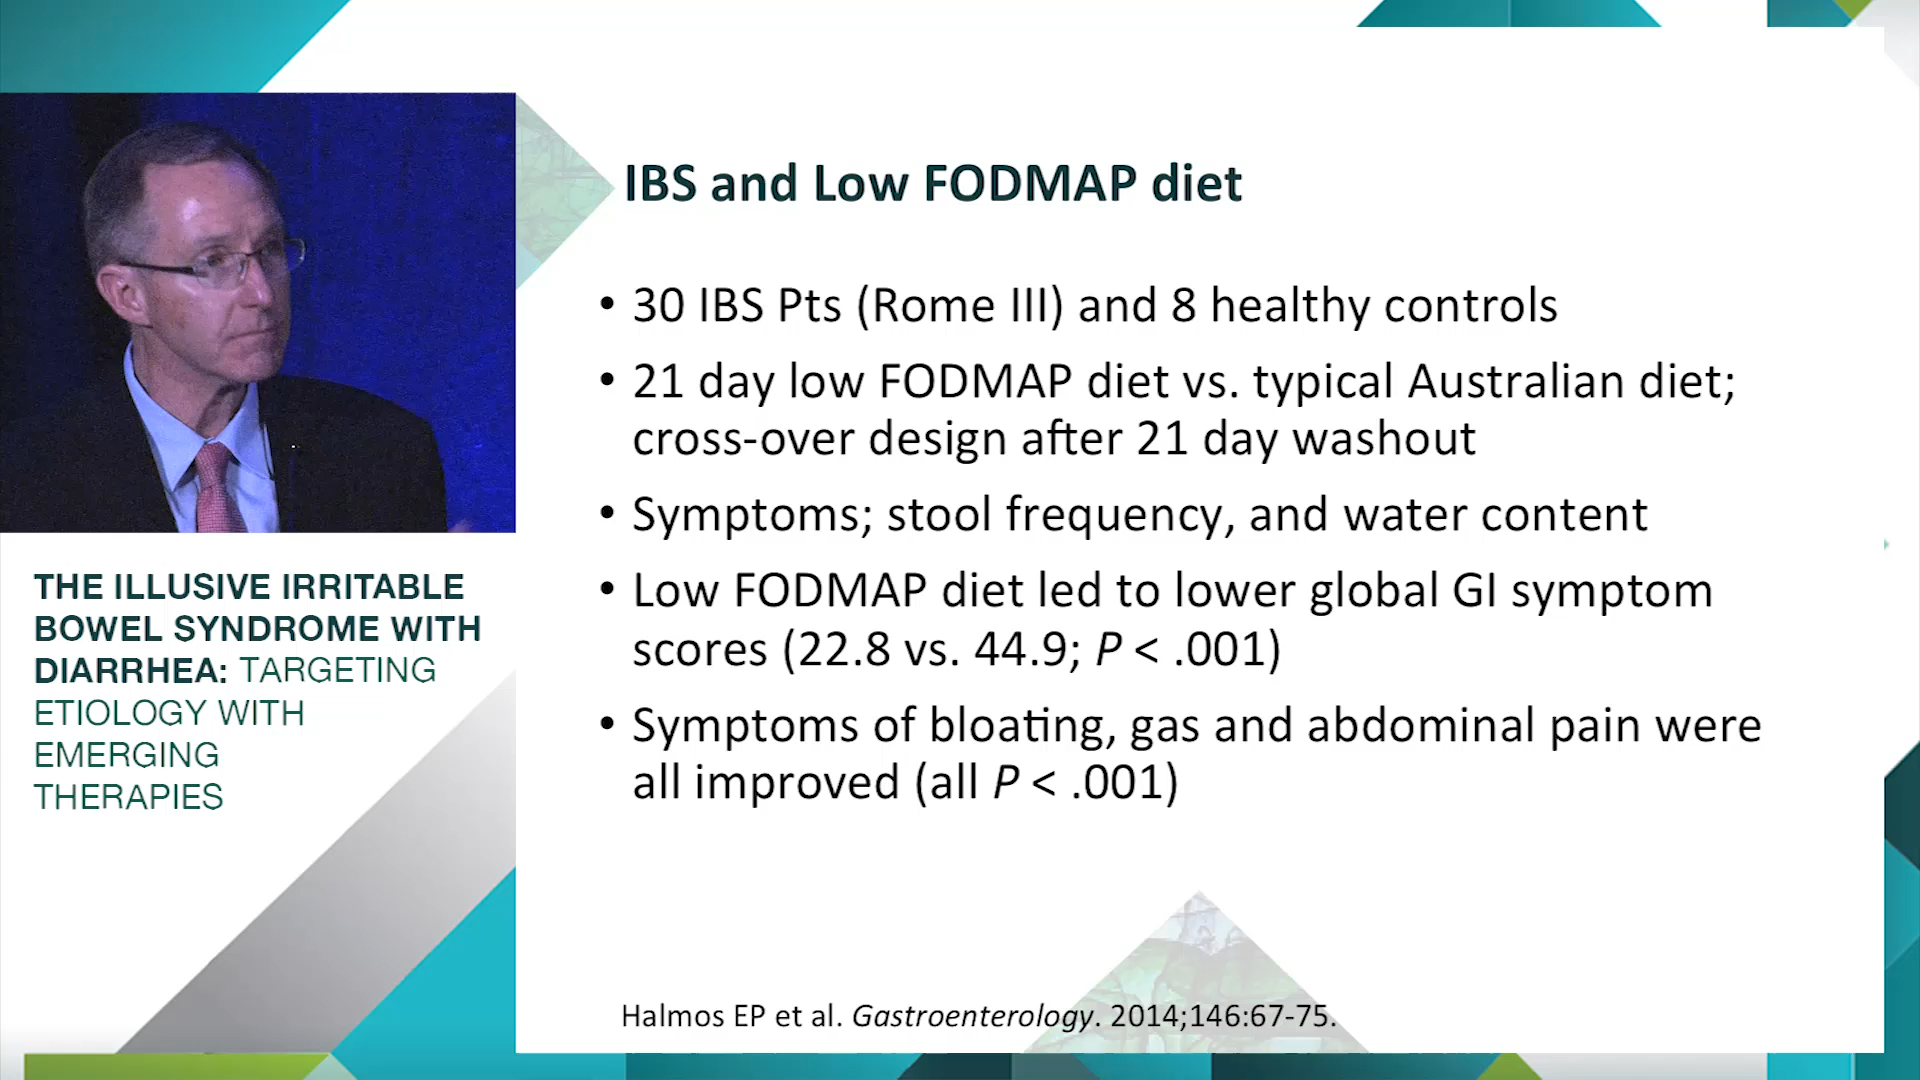 IBS and Low FODMAP diet
• 30 IBS Pts (Rome III) and 8 healthy controls
• 21 day low FODMAP diet vs. typical Australian diet;
cross-over design after 21 day washout
• Symptoms; stool frequency, and water content
• Low FODMAP diet led to lower global GI symptom
scores (22.8 vs. 44.9; P < .001)
• Symptoms of bloating, gas and abdominal pain were
all improved (all P < .001)
Halmos EP et al. Gastroenterology. 2014;146:67-75.
THE ILLUSIVE IRRITABLE
BOWEL SYNDROME WITH
DIARRHEA: TARGETING
ETIOLOGY WITH
EMERGING
THERAPIES